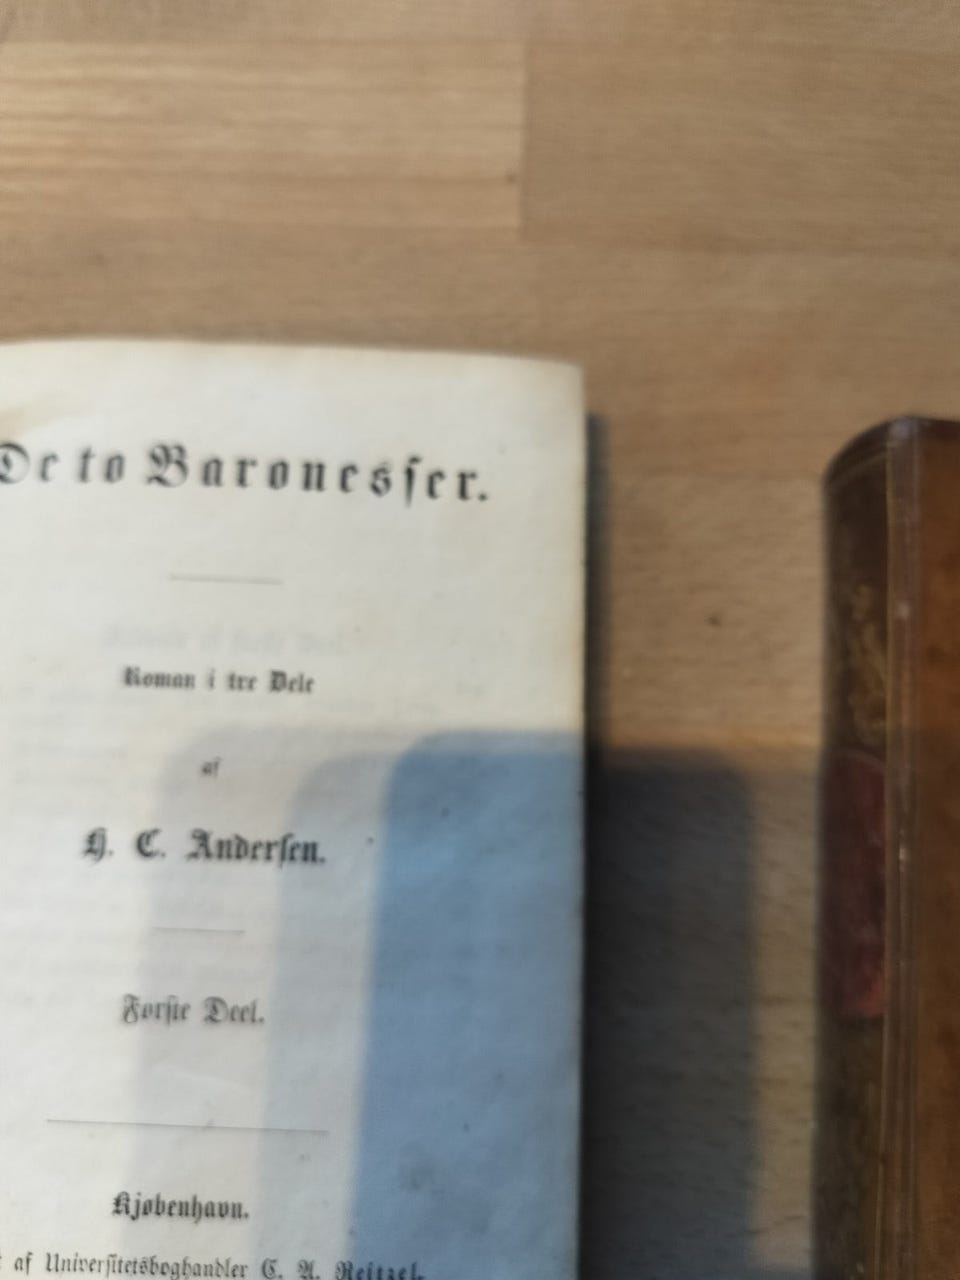 De to Baronesser.
Roman i tre Dele
af
H. C. Andersen.
Første Deel.
Kjøbenhavn.
af Universitetsboghandler C. A. Reitzel.